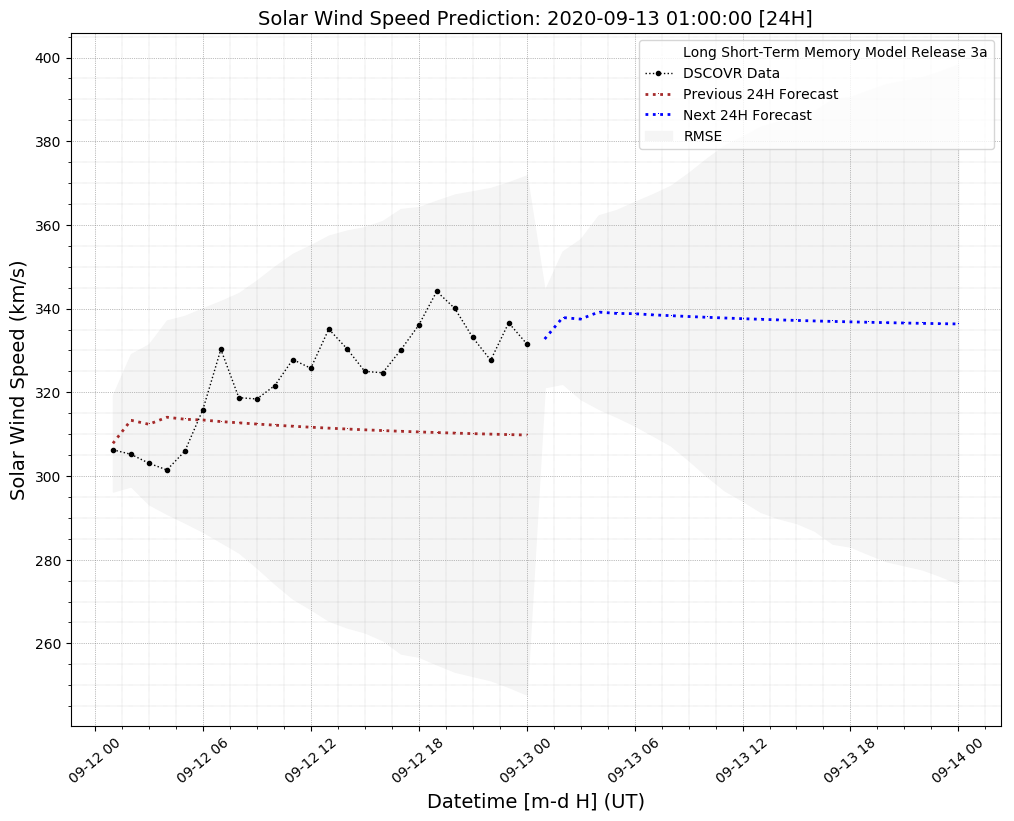 Solar Wind Speed Prediction: 2020-09-13 01:00:00 [24H]
Long Short-Term Memory Model Release 3a
DSCOVR Data
Previous 24H Forecast
Next 24H Forecast
RMSE
Solar Wind Speed (km/s)
400
380
360
340
320
300
280
260
09-12 00
09-12 06
09-12 12
09-12 18
09-13 00
09-13 06
09-13 12
09-13 18
09-14 00
Datetime [m-d H] (UT)